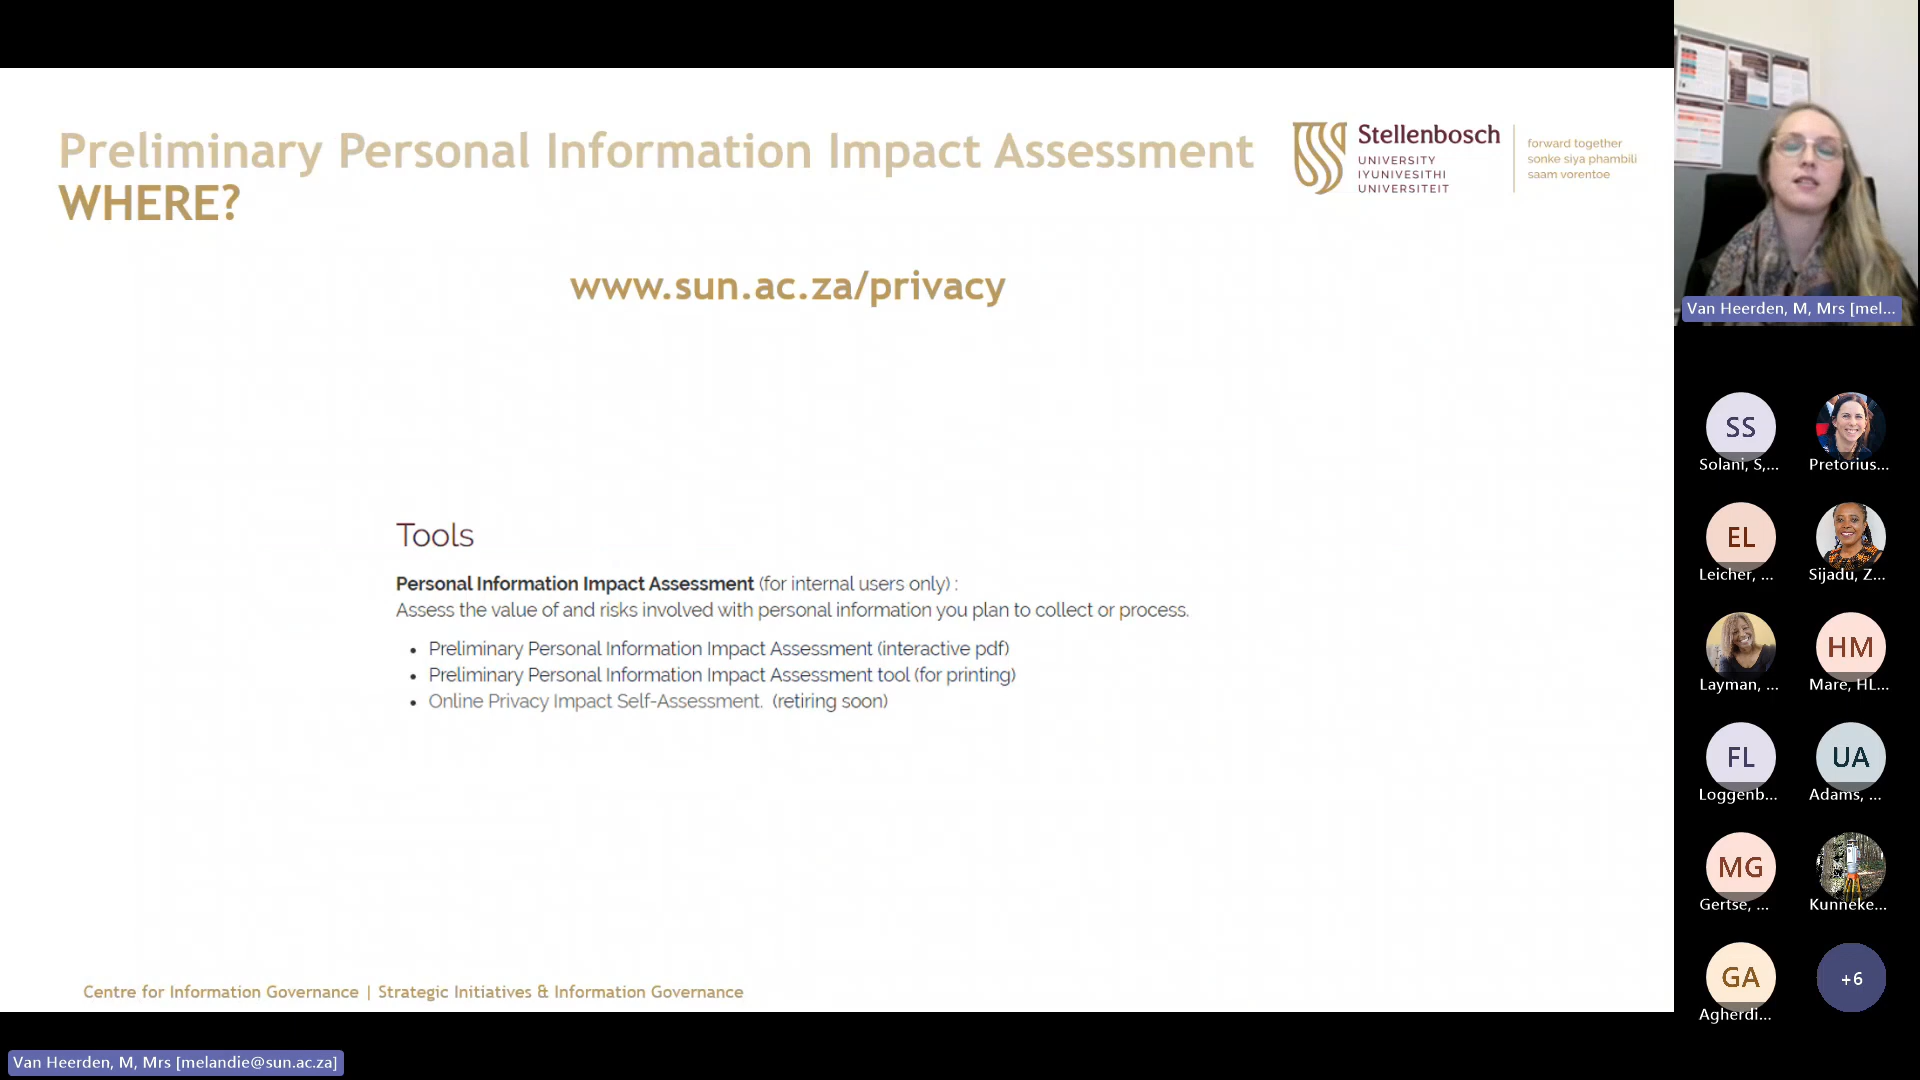 Preliminary Personal Information Impact Assessment
WHERE?
Stellenbosch
UNIVERSITY
IYUNIVESITHI
UNIVERSITEIT
forward together
sonke siya phambili
saam vorentoe
www.sun.ac.za/privacy
Tools
Personal Information Impact Assessment (for internal users only) :
Assess the value of and risks involved with personal information you plan to collect or process.
• Preliminary Personal Information Impact Assessment (interactive pdf)
• Preliminary Personal Information Impact Assessment tool (for printing)
• Online Privacy Impact Self-Assessment. (retiring soon)
Centre for Information Governance | Strategic Initiatives & Information Governance
Van Heerden, M, Mrs [melandie@sun.ac.za]
Van Heerden, M, Mrs [mel...
SS
Solani, S,...
Pretorius...
EL
Leicher, ...
Sijadu, Z...
Layman, ...
HM
Mare, HL...
FL
Loggenb...
UA
Adams, ...
MG
Gertse, ...
Kunneke...
GA
Agherdi...
+6